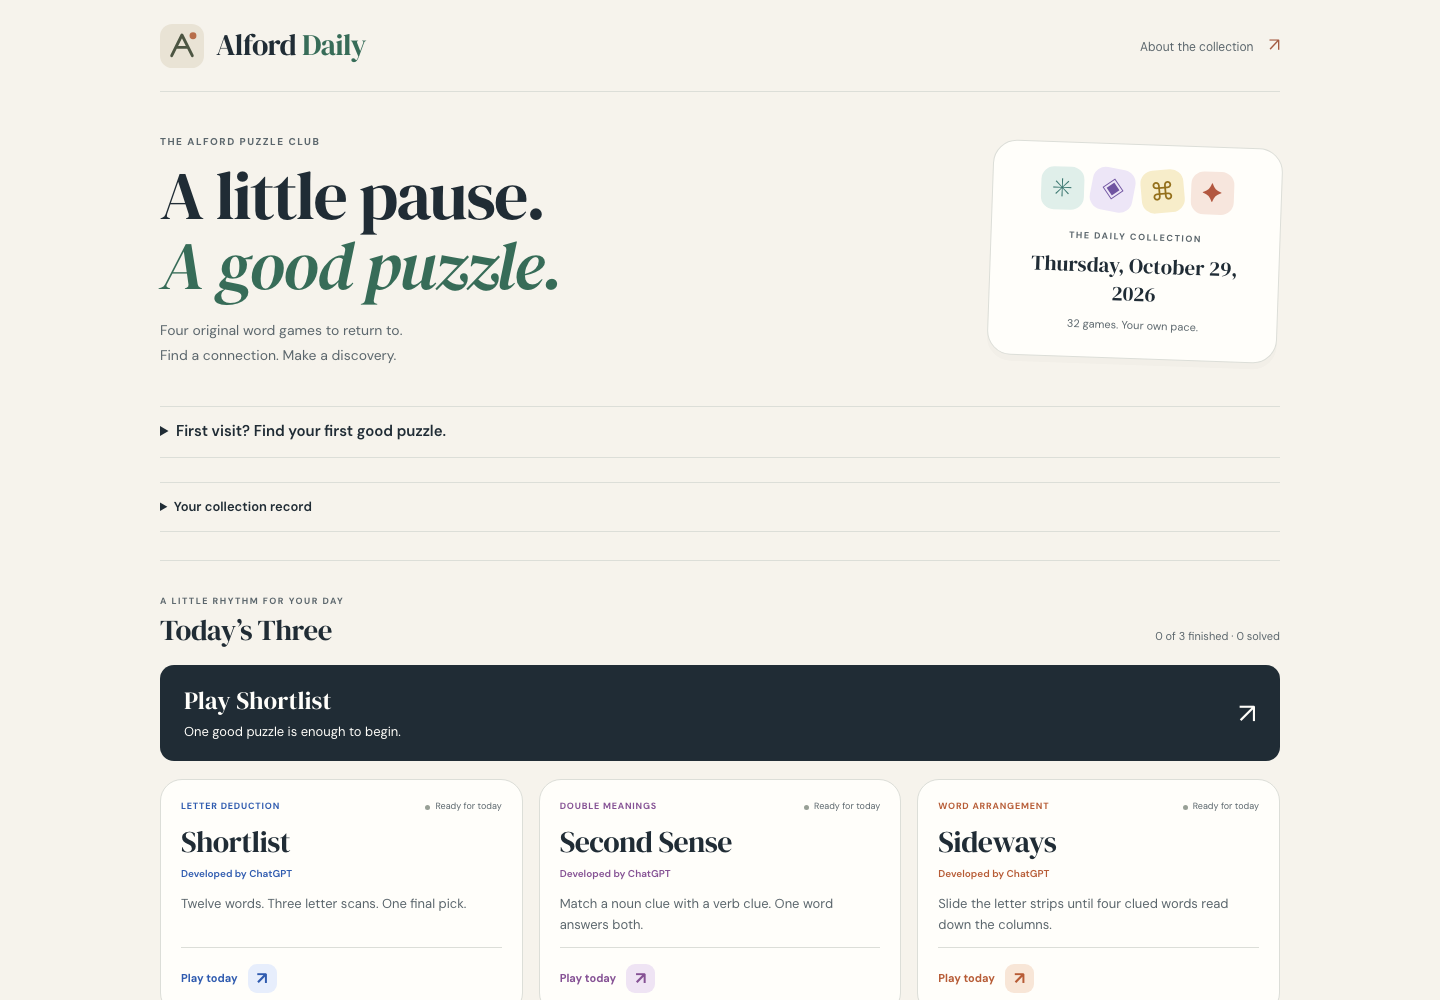 Alford Daily
About the collection
THE ALFORD PUZZLE CLUB
A little pause.
A good puzzle.
Four original word games to return to.
Find a connection. Make a discovery.
THE DAILY COLLECTION
Thursday, October 29,
2026
32 games. Your own pace.
First visit? Find your first good puzzle.
Your collection record
A LITTLE RHYTHM FOR YOUR DAY
Today's Three
0 of 3 finished · 0 solved
Play Shortlist
One good puzzle is enough to begin.
LETTER DEDUCTION
Ready for today
Shortlist
Developed by ChatGPT
Twelve words. Three letter scans. One final pick.
Play today
DOUBLE MEANINGS
Ready for today
Second Sense
Developed by ChatGPT
Match a noun clue with a verb clue. One word
answers both.
Play today
WORD ARRANGEMENT
Ready for today
Sideways
Developed by ChatGPT
Slide the letter strips until four clued words read
down the columns.
Play today